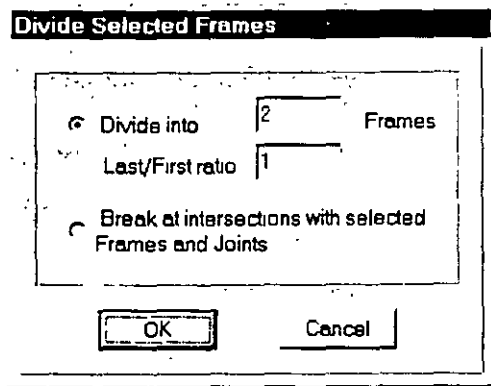 Divide Selected Frames
Divide into 2 Frames
Last/First ratio 1
Break at intersections with selected
Frames and Joints
OK Cancel